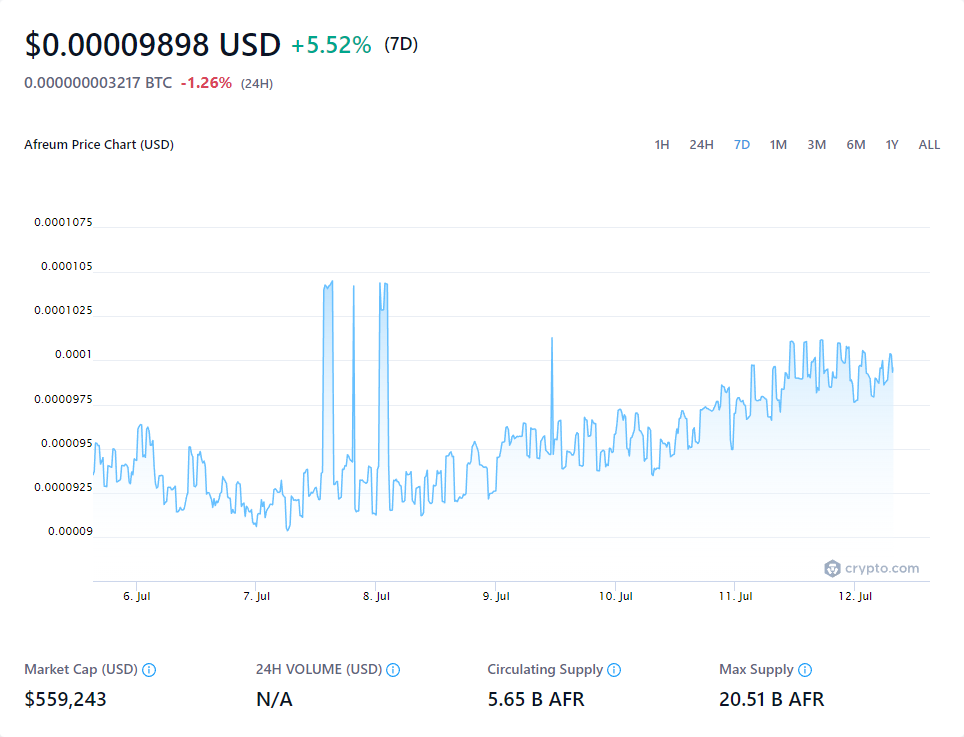 $0.00009898 USD +5.52% (7D)
0.000000003217 BTC -1.26% (24H)
Afreum Price Chart (USD) 1H 24H 7D 1M 3M 6M 1Y ALL
0.0001075
0.000105
0.0001025
0.0001
0.0000975
0.000095
0.0000925
0.00009
crypto.com
6. Jul 7. Jul 8. Jul 9. Jul 10. Jul 11. Jul 12. Jul
Market Cap (USD) 24H VOLUME (USD) Circulating Supply Max Supply
$559,243 N/A 5.65 B AFR 20.51 B AFR